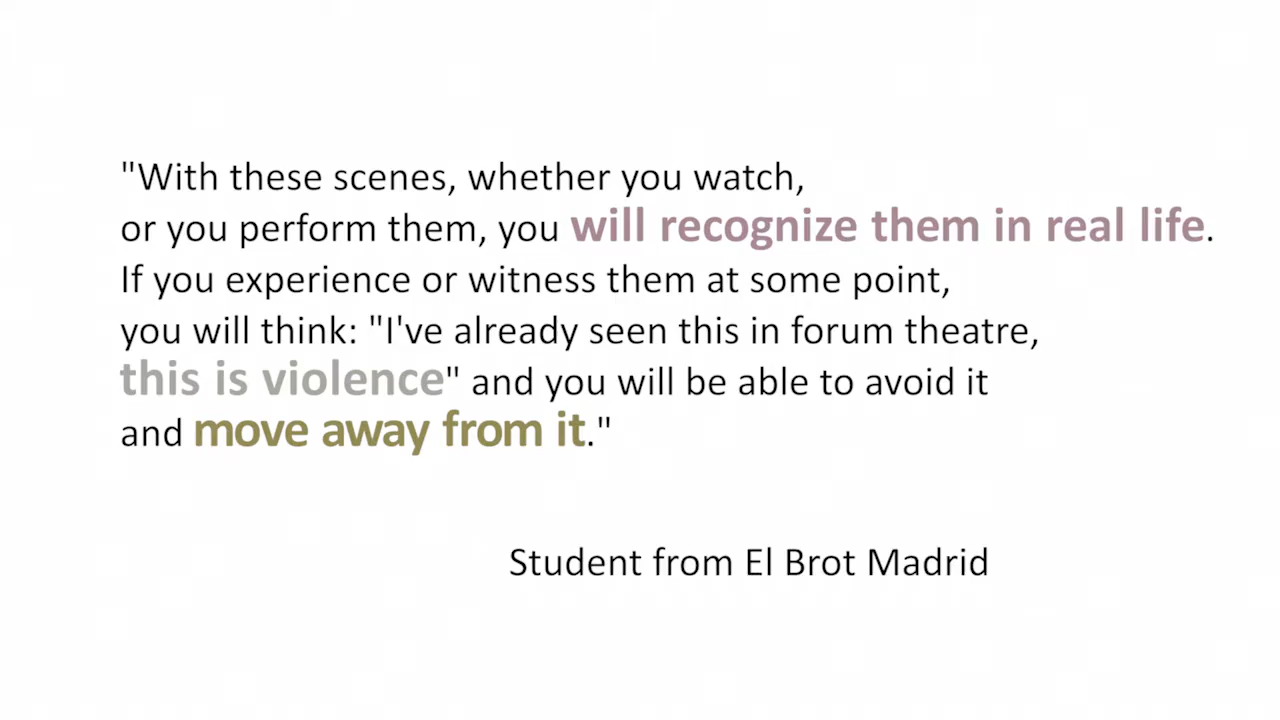 "With these scenes, whether you watch,
or you perform them, you will recognize them in real life.
If you experience or witness them at some point,
you will think: "I've already seen this in forum theatre,
this is violence" and you will be able to avoid it
and move away from it."
Student from El Brot Madrid